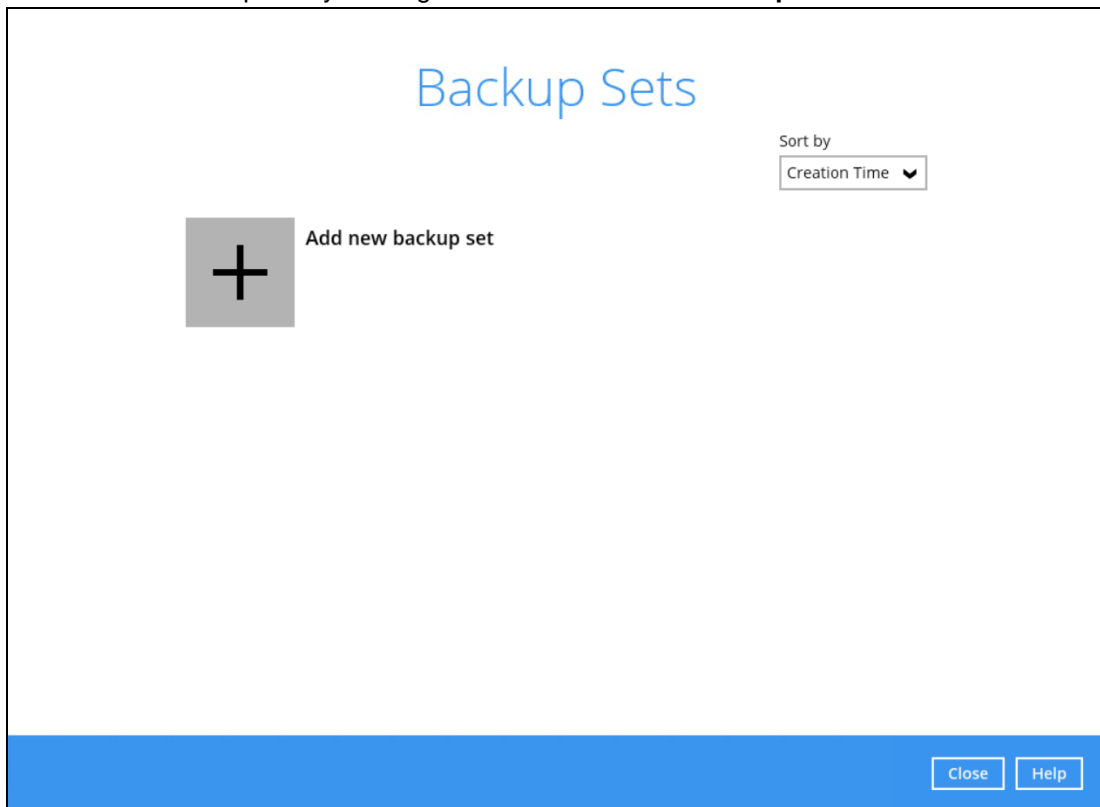 Backup Sets
Sort by
Creation Time
Add new backup set
Close Help